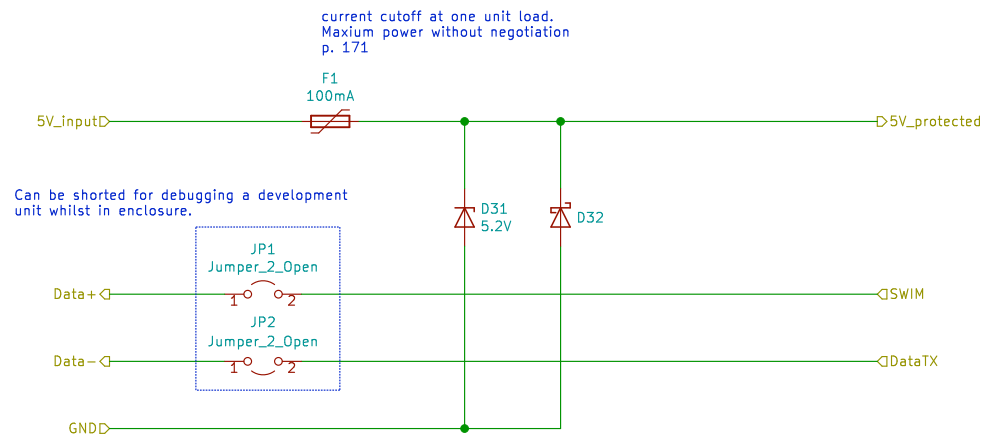 current cutoff at one unit load.
Maxium power without negotiation
p. 171
F1
100mA
5V_input
5V_protected
Can be shorted for debugging a development
unit whilst in enclosure.
D31
5.2V
D32
JP1
Jumper_2_Open
Data+
1
2
SWIM
JP2
Jumper_2_Open
Data-
1
2
DataTX
GND